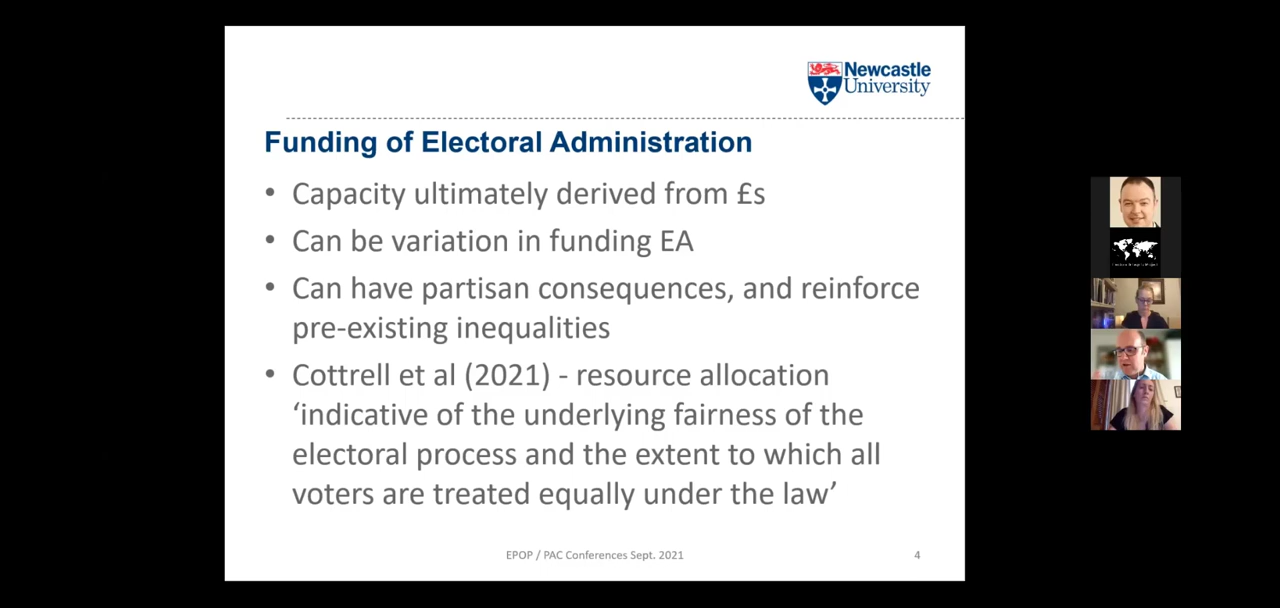 Newcastle
University
Funding of Electoral Administration
• Capacity ultimately derived from £s
• Can be variation in funding EA
• Can have partisan consequences, and reinforce
pre-existing inequalities
• Cottrell et al (2021) - resource allocation
‘indicative of the underlying fairness of the
electoral process and the extent to which all
voters are treated equally under the law’
EPOP / PAC Conferences Sept. 2021
4